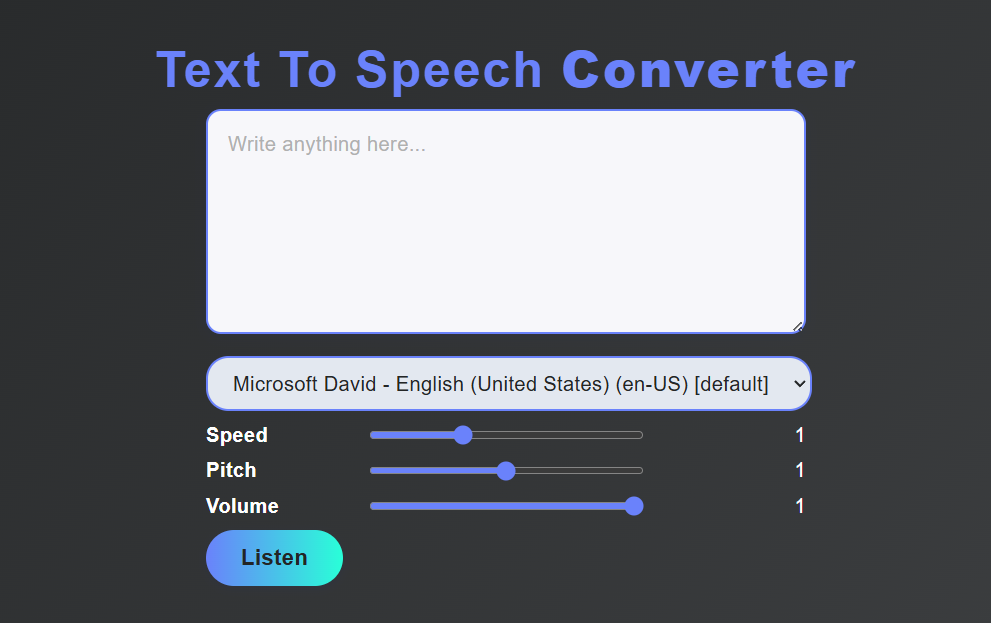 Text To Speech Converter
Write anything here...
Microsoft David - English (United States) (en-US) [default]
Speed 1
Pitch 1
Volume 1
Listen